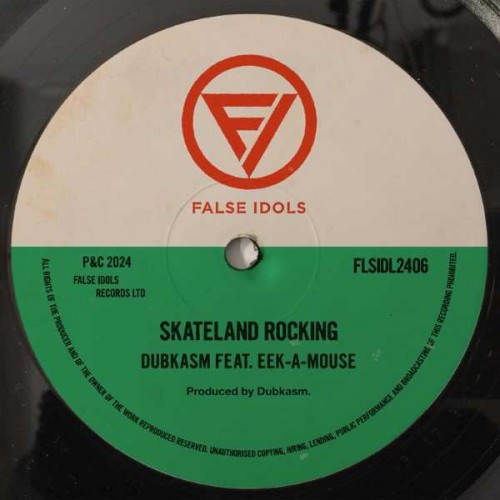 FALSE IDOLS
P&C 2024
FALSE IDOLS
RECORDS LTD
FLSIDL2406
SKATELAND ROCKING
DUBKASM FEAT. EEK-A-MOUSE
Produced by Dubkasm.
ALL RIGHTS OF THE PRODUCER AND OF THE OWNER OF THE WORK REPRODUCED RESERVED. UNAUTHORISED COPYING, HIRING, LENDING, PUBLIC PERFORMANCE AND BROADCASTING OF THIS RECORDING PROHIBITED.